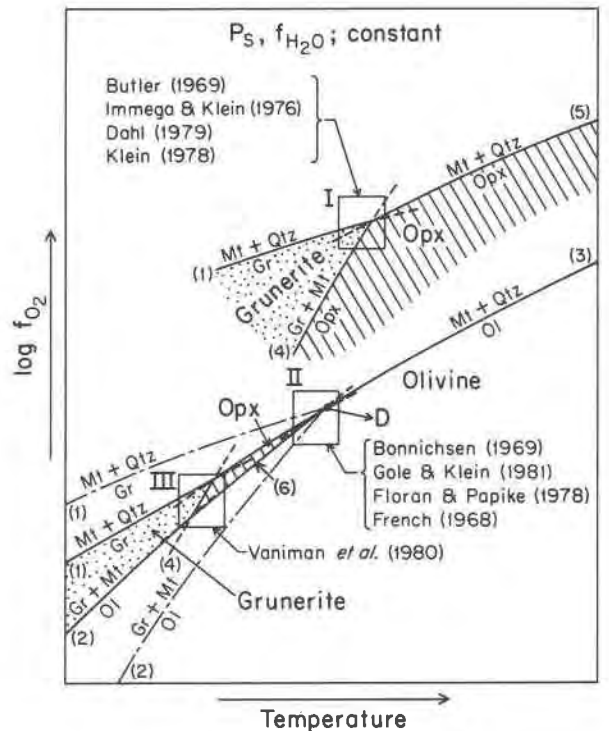 P_S, f_H₂O; constant
Butler (1969)
Immega & Klein (1976)
Dahl (1979)
Klein (1978)
(5)
Mt + Qtz
Opx
I
Opx
Mt + Qtz
(1)
Gr
Grunerite
Gr + Mt
Opx
(4)
(3)
Mt + Qtz
Ol
Olivine
II
Opx
D
Bonnichsen (1969)
Gole & Klein (1981)
Floran & Papike (1978)
French (1968)
(6)
III
Mt + Qtz
(1)
Gr
Mt + Qtz
(1)
Gr
(4)
Vaniman et al. (1980)
Gr + Mt
(2)
Ol
Grunerite
Gr + Mt
Ol
(2)
log f_O₂
Temperature